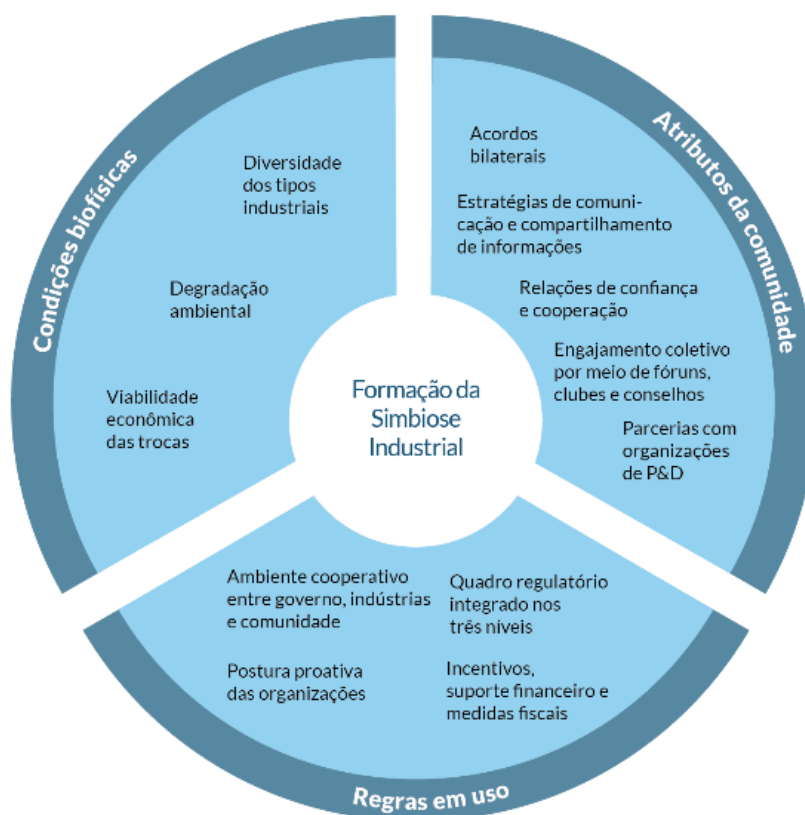 Condições biofísicas
Diversidade
dos tipos
industriais
Degradação
ambiental
Viabilidade
econômica
das trocas
Atributos da comunidade
Acordos
bilaterais
Estratégias de comuni-
cação e compartilhamento
de informações
Relações de confiança
e cooperação
Engajamento coletivo
por meio de fóruns,
clubes e conselhos
Parcerias com
organizações
de P&D
Formação da
Simbiose
Industrial
Ambiente cooperativo
entre governo, indústrias
e comunidade
Postura proativa
das organizações
Quadro regulatório
integrado nos
três níveis
Incentivos,
suporte financeiro e
medidas fiscais
Regras em uso